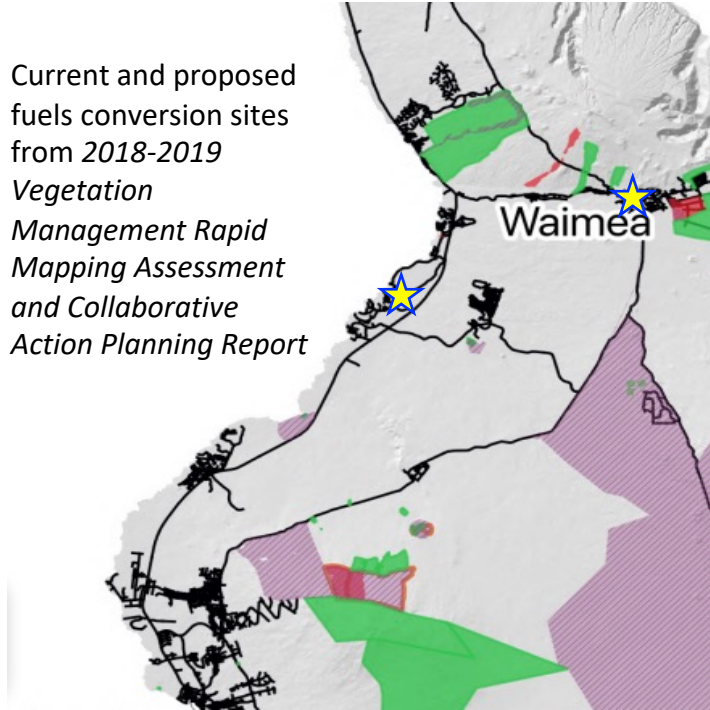 Current and proposed
fuels conversion sites
from 2018-2019
Vegetation
Management Rapid
Mapping Assessment
and Collaborative
Action Planning Report
Waimea